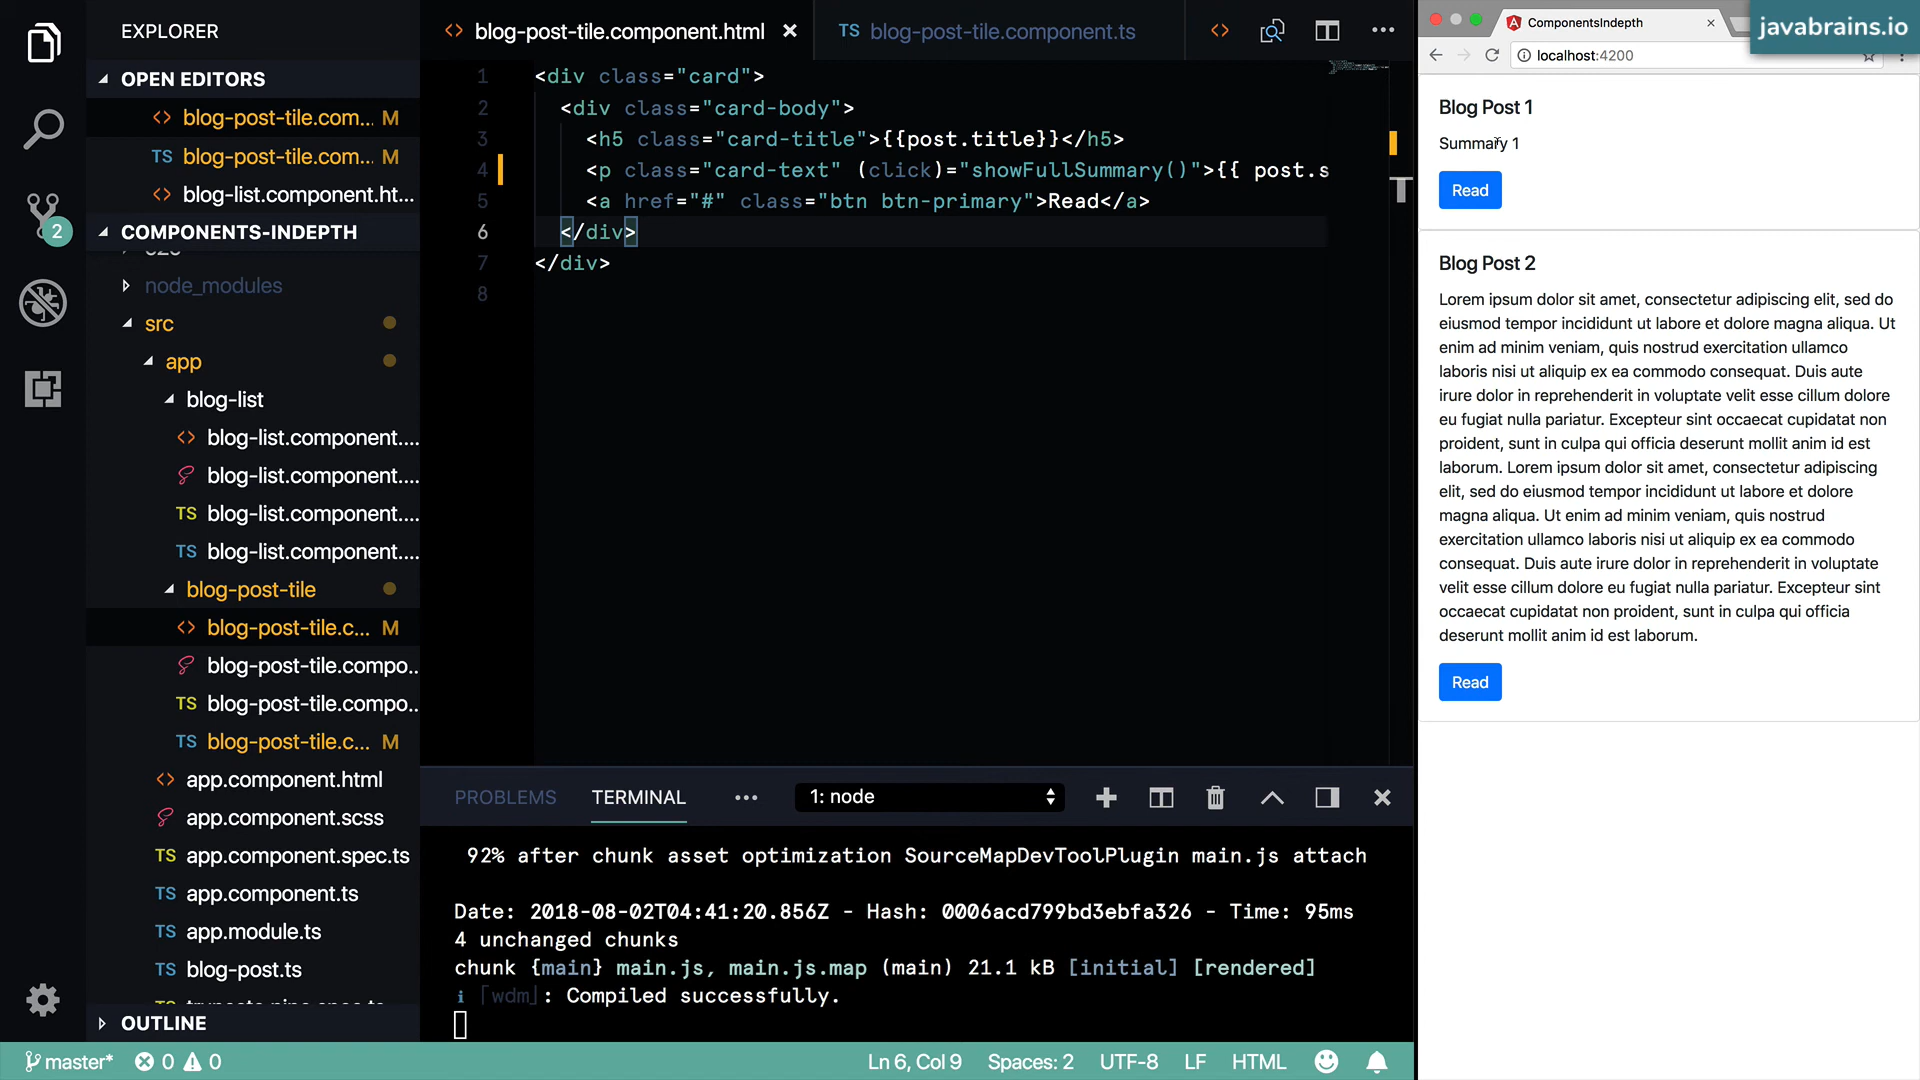 EXPLORER
OPEN EDITORS
blog-post-tile.com... M
TS blog-post-tile.com... M
blog-list.component.ht...
2
COMPONENTS-INDEPTH
node_modules
src
app
blog-list
blog-list.component....
blog-list.component....
TS blog-list.component....
TS blog-list.component....
blog-post-tile
blog-post-tile.c... M
blog-post-tile.compo..
TS blog-post-tile.compo..
TS blog-post-tile.c... M
app.component.html
app.component.scss
TS app.component.spec.ts
TS app.component.ts
TS app.module.ts
TS blog-post.ts
OUTLINE
blog-post-tile.component.html
TS blog-post-tile.component.ts
1 <div class="card">
2 <div class="card-body">
3 <h5 class="card-title">{{post.title}}</h5>
4 <p class="card-text" (click)="showFullSummary()">{{ post.s
5 <a href="#" class="btn btn-primary">Read</a>
6 </div>
7 </div>
8
PROBLEMS TERMINAL ... 1: node
92% after chunk asset optimization SourceMapDevToolPlugin main.js attach
Date: 2018-08-02T04:41:20.856Z - Hash: 0006acd799bd3ebfa326 - Time: 95ms
4 unchanged chunks
chunk {main} main.js, main.js.map (main) 21.1 kB [initial] [rendered]
ℹ ｢wdm｣: Compiled successfully.
master* 0 0 Ln 6, Col 9 Spaces: 2 UTF-8 LF HTML
ComponentsIndepth
javabrains.io
localhost:4200
Blog Post 1
Summary 1
Read
Blog Post 2
Lorem ipsum dolor sit amet, consectetur adipiscing elit, sed do
eiusmod tempor incididunt ut labore et dolore magna aliqua. Ut
enim ad minim veniam, quis nostrud exercitation ullamco
laboris nisi ut aliquip ex ea commodo consequat. Duis aute
irure dolor in reprehenderit in voluptate velit esse cillum dolore
eu fugiat nulla pariatur. Excepteur sint occaecat cupidatat non
proident, sunt in culpa qui officia deserunt mollit anim id est
laborum. Lorem ipsum dolor sit amet, consectetur adipiscing
elit, sed do eiusmod tempor incididunt ut labore et dolore
magna aliqua. Ut enim ad minim veniam, quis nostrud
exercitation ullamco laboris nisi ut aliquip ex ea commodo
consequat. Duis aute irure dolor in reprehenderit in voluptate
velit esse cillum dolore eu fugiat nulla pariatur. Excepteur sint
occaecat cupidatat non proident, sunt in culpa qui officia
deserunt mollit anim id est laborum.
Read